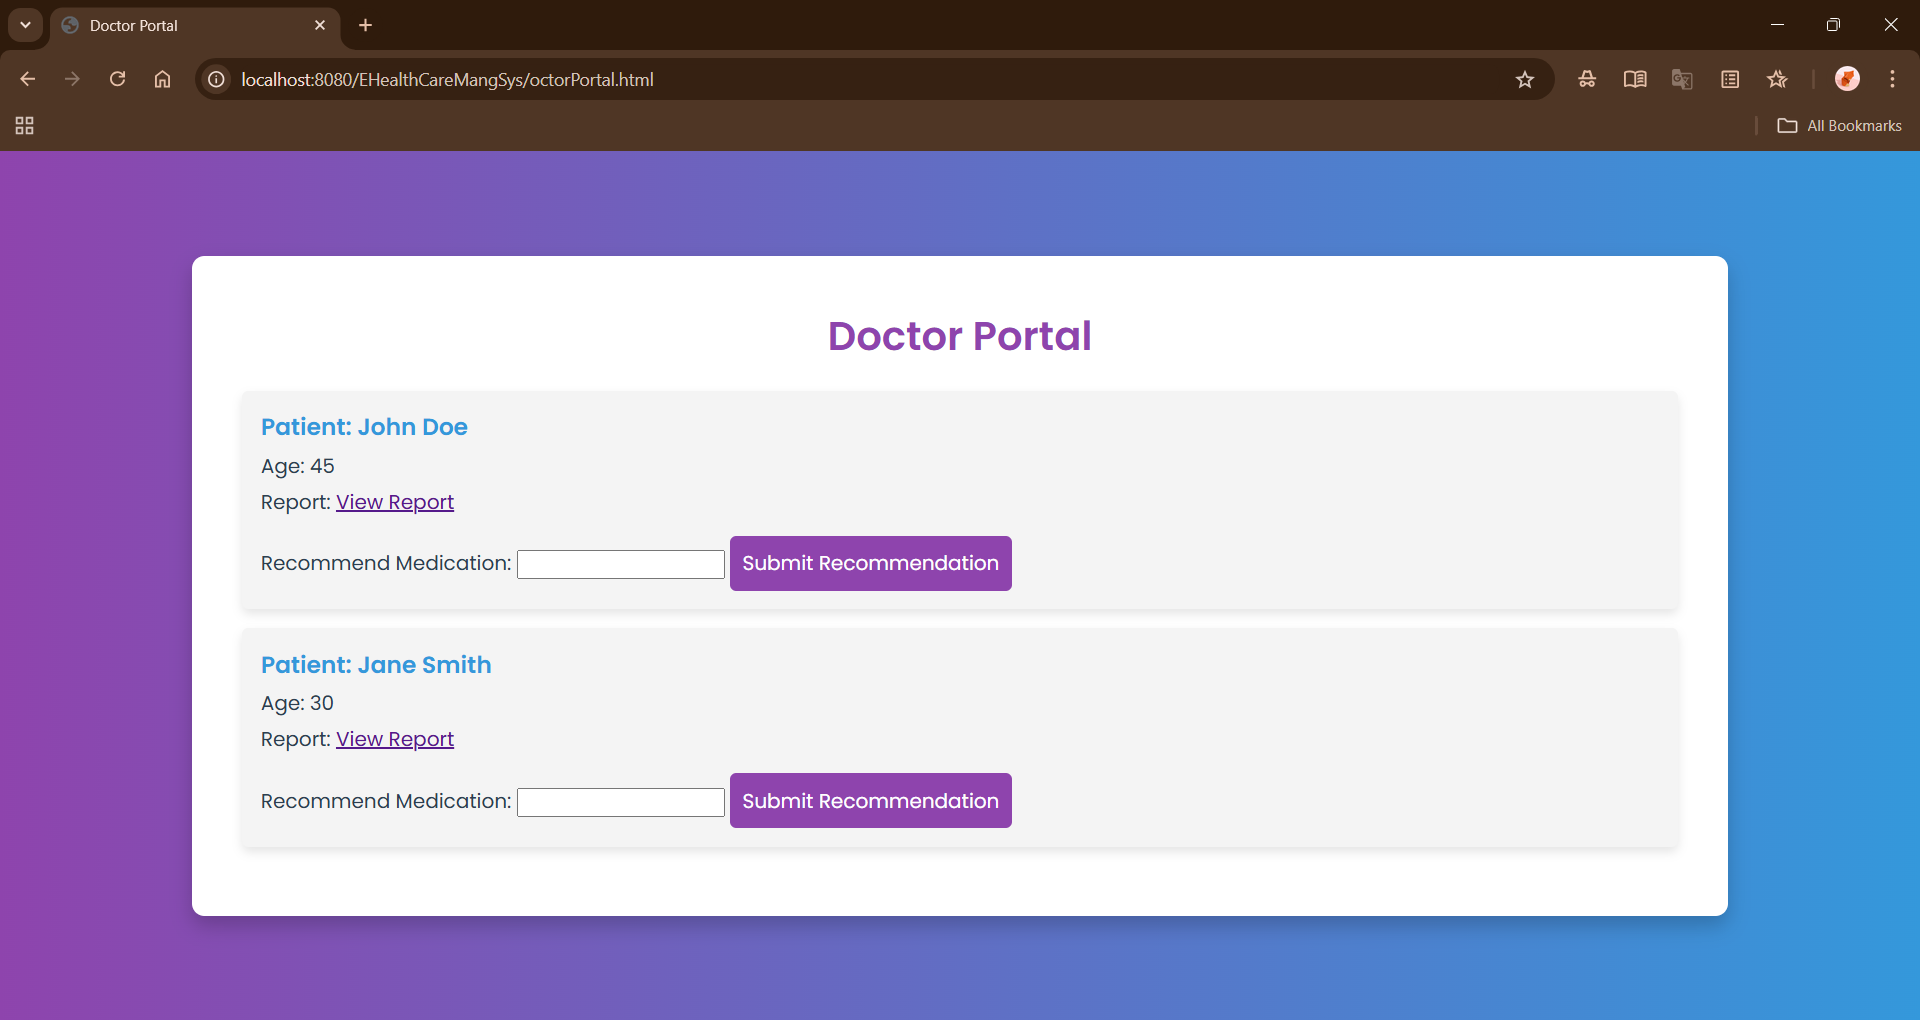 Doctor Portal
localhost:8080/EHealthCareMangSys/octorPortal.html
All Bookmarks
Doctor Portal
Patient: John Doe
Age: 45
Report: View Report
Recommend Medication: Submit Recommendation
Patient: Jane Smith
Age: 30
Report: View Report
Recommend Medication: Submit Recommendation